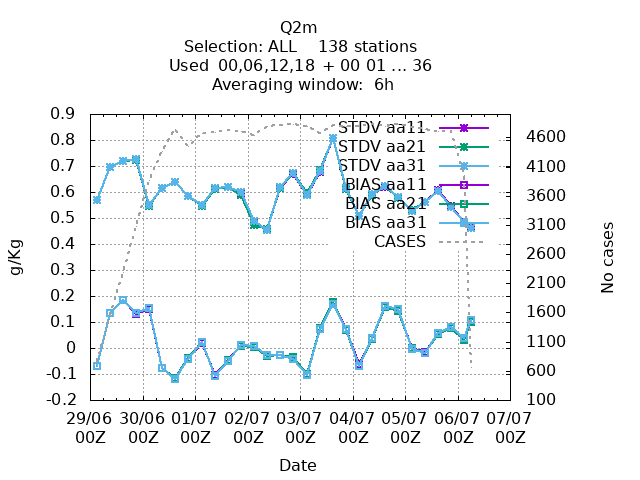 Q2m
Selection: ALL    138 stations
Used  00,06,12,18 + 00 01 ... 36
Averaging window:  6h
0.9
0.8
0.7
0.6
0.5
0.4
0.3
0.2
0.1
0
-0.1
-0.2
g/Kg
STDV aa11
STDV aa21
STDV aa31
BIAS aa11
BIAS aa21
BIAS aa31
CASES
4600
4100
3600
3100
2600
2100
1600
1100
600
100
No cases
29/06 30/06 01/07 02/07 03/07 04/07 05/07 06/07 07/07
00Z 00Z 00Z 00Z 00Z 00Z 00Z 00Z 00Z
Date